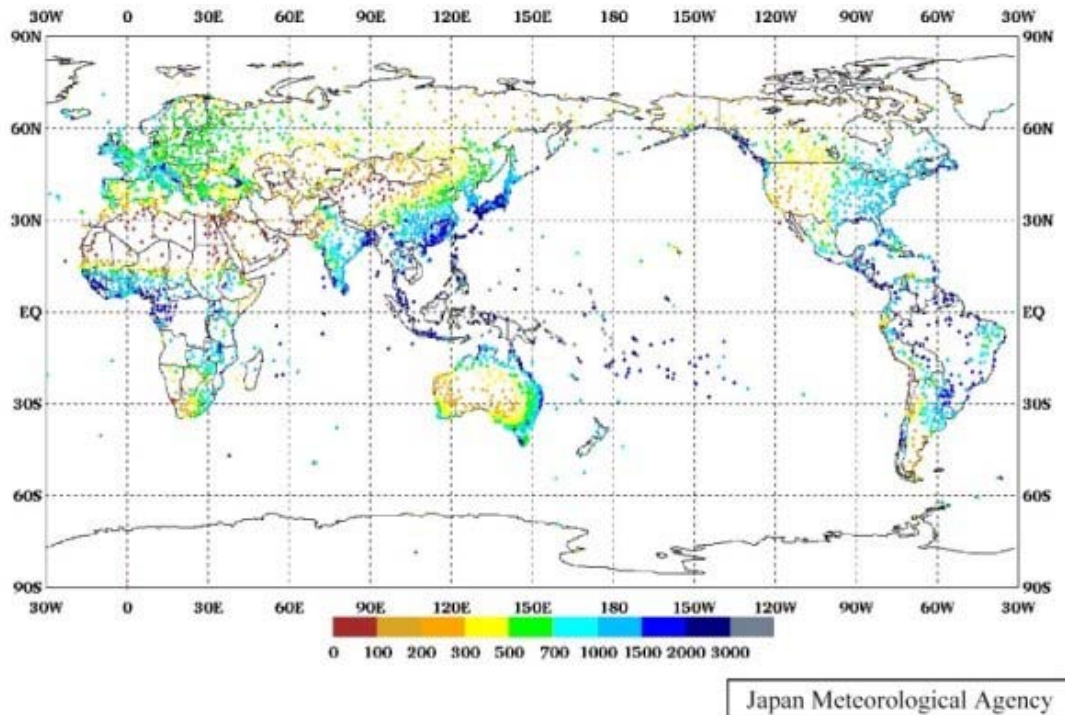 30W 0 30E 60E 90E 120E 150E 180 150W 120W 90W 60W 30W
90N 90N
60N 60N
30N 30N
EQ EQ
30S 30S
60S 60S
90S 90S
30W 0 30E 60E 90E 120E 150E 180 150W 120W 90W 60W 30W
0 100 200 300 500 700 1000 1500 2000 3000
Japan Meteorological Agency